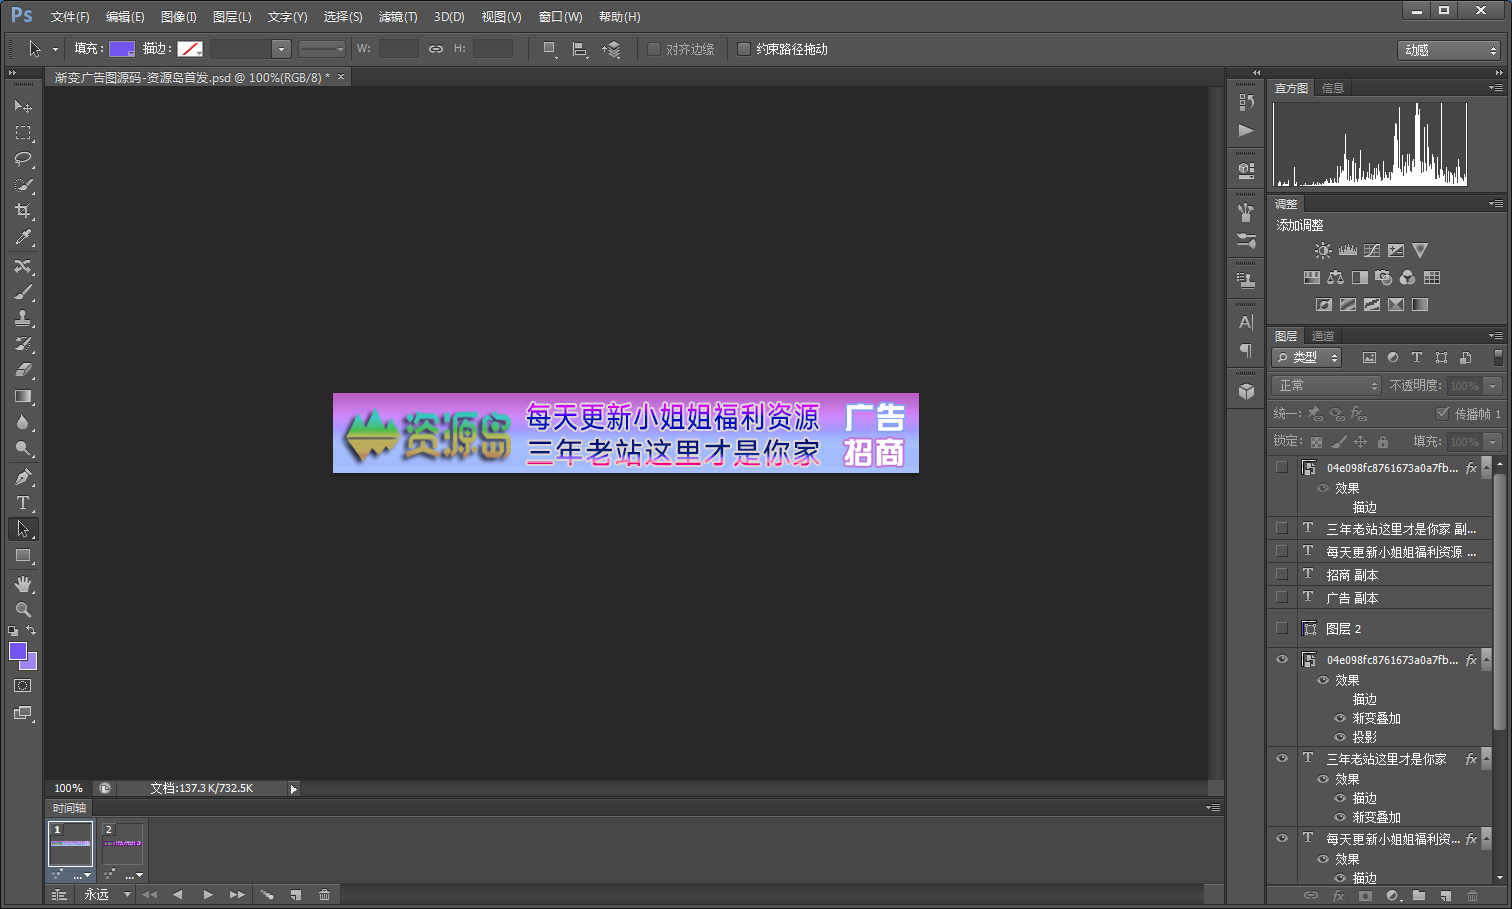 Ps 文件(F) 编辑(E) 图像(I) 图层(L) 文字(Y) 选择(S) 滤镜(T) 3D(D) 视图(V) 窗口(W) 帮助(H)
填充: 描边: W: H: 对齐边缘 约束路径拖动 动感
渐变广告图源码-资源岛首发.psd @ 100%(RGB/8) * ×
直方图 信息
调整
添加调整
图层 通道
类型
正常 不透明度: 100%
统一: 传播帧 1
锁定: 填充: 100%
04e098fc8761673a0a7fb... fx
效果
描边
三年老站这里才是你家 副...
每天更新小姐姐福利资源 ...
招商 副本
广告 副本
图层 2
04e098fc8761673a0a7fb... fx
效果
描边
渐变叠加
投影
三年老站这里才是你家 fx
效果
描边
渐变叠加
每天更新小姐姐福利资... fx
效果
描边
资源岛
每天更新小姐姐福利资源
三年老站这里才是你家
广告
招商
100% 文档:137.3K/732.5K
时间轴
1 2
永远